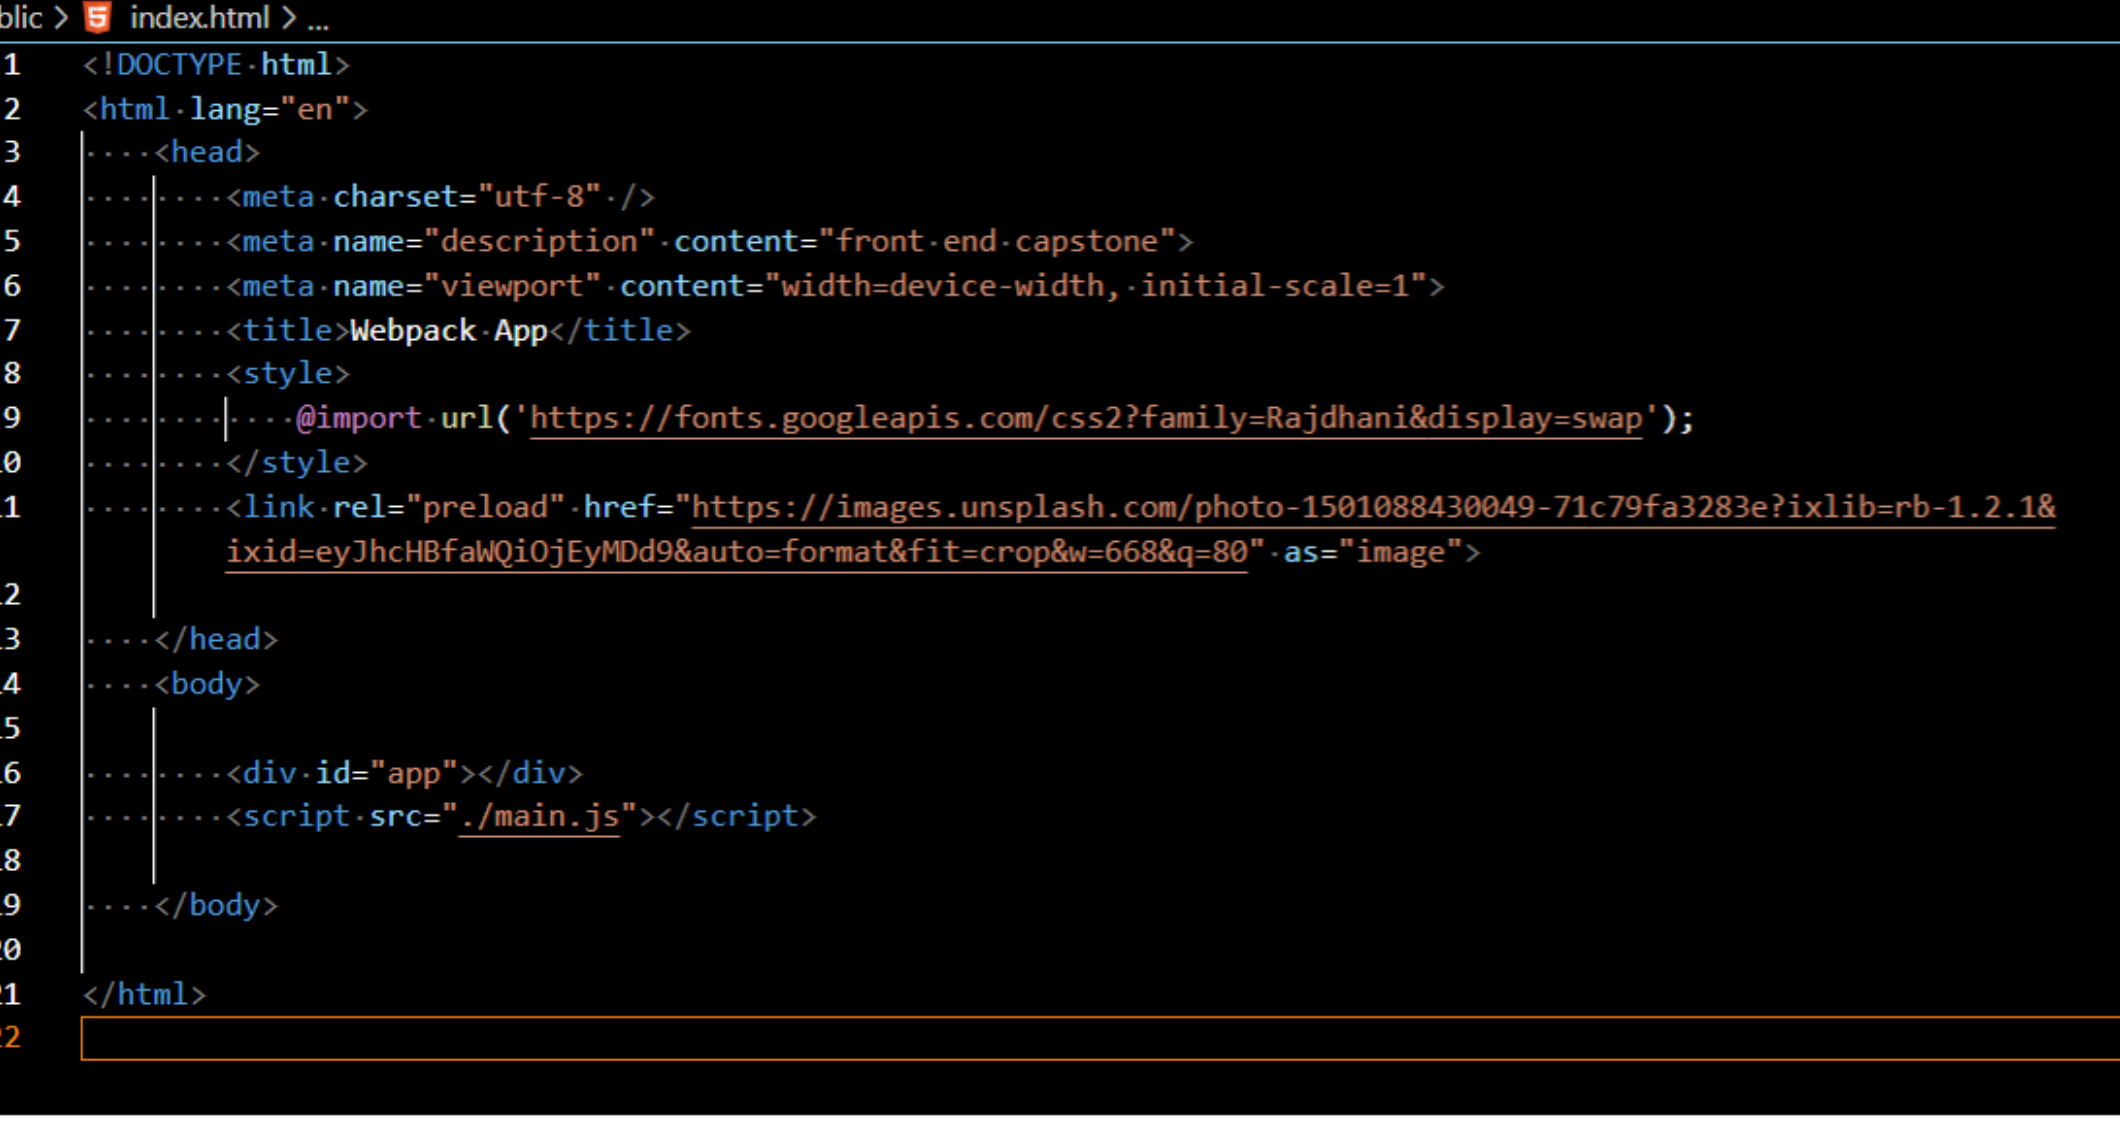 blic > index.html > ...
1 <!DOCTYPE html>
2 <html lang="en">
3     <head>
4         <meta charset="utf-8" />
5         <meta name="description" content="front end capstone">
6         <meta name="viewport" content="width=device-width, initial-scale=1">
7         <title>Webpack App</title>
8         <style>
9             @import url('https://fonts.googleapis.com/css2?family=Rajdhani&display=swap');
10         </style>
11         <link rel="preload" href="https://images.unsplash.com/photo-1501088430049-71c79fa3283e?ixlib=rb-1.2.1&
        ixid=eyJhcHBfaWQiOjEyMDd9&auto=format&fit=crop&w=668&q=80" as="image">
12
13     </head>
14     <body>
15
16         <div id="app"></div>
17         <script src="./main.js"></script>
18
19     </body>
20
21 </html>
22